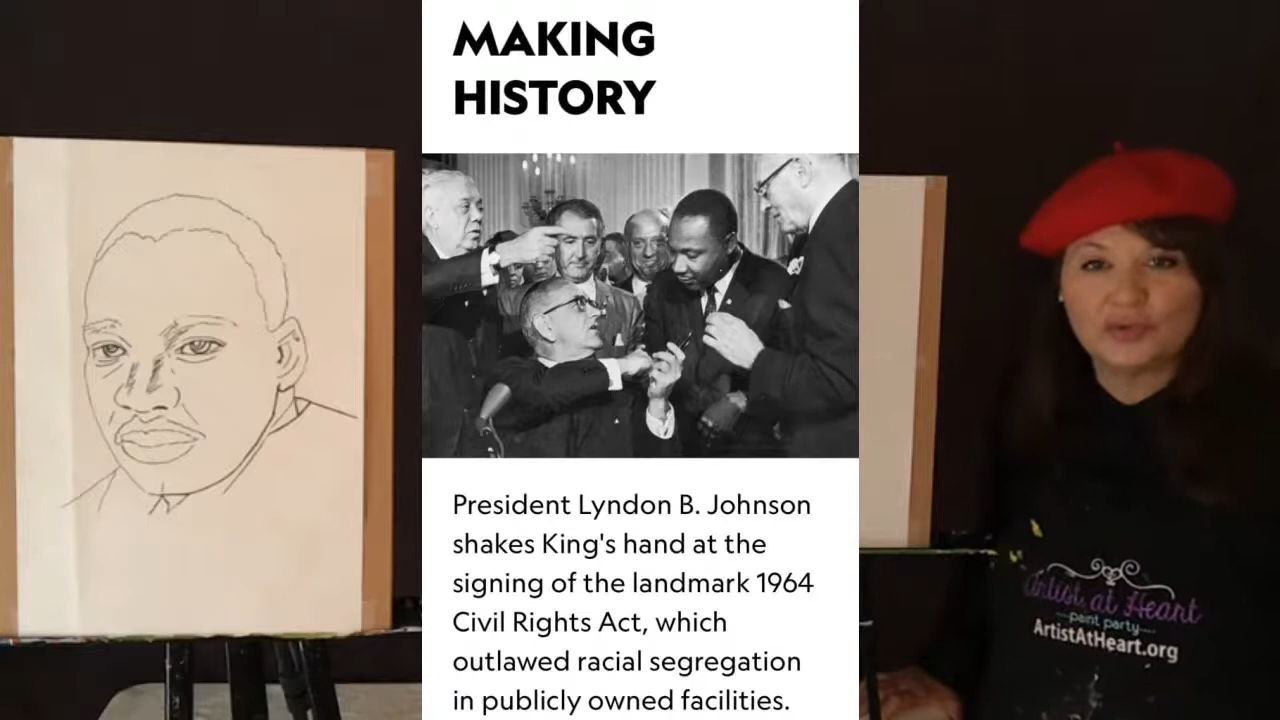 MAKING
HISTORY
President Lyndon B. Johnson
shakes King's hand at the
signing of the landmark 1964
Civil Rights Act, which
outlawed racial segregation
in publicly owned facilities.
Artist at Heart
paint party
ArtistAtHeart.org